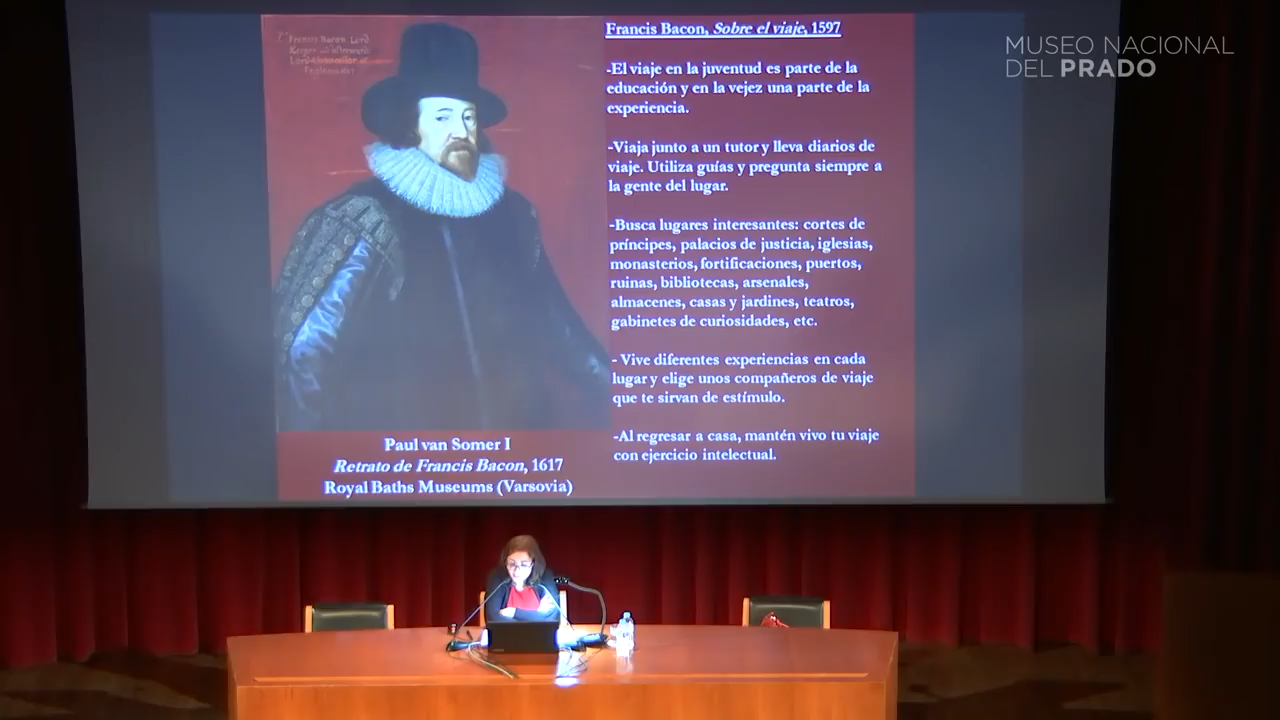 MUSEO NACIONAL
DEL PRADO
Francis Bacon, Sobre el viaje, 1597
-El viaje en la juventud es parte de la
educación y en la vejez una parte de la
experiencia.
-Viaja junto a un tutor y lleva diarios de
viaje. Utiliza guías y pregunta siempre a
la gente del lugar.
-Busca lugares interesantes: cortes de
príncipes, palacios de justicia, iglesias,
monasterios, fortificaciones, puertos,
ruinas, bibliotecas, arsenales,
almacenes, casas y jardines, teatros,
gabinetes de curiosidades, etc.
- Vive diferentes experiencias en cada
lugar y elige unos compañeros de viaje
que te sirvan de estímulo.
-Al regresar a casa, mantén vivo tu viaje
con ejercicio intelectual.
Francis Bacon Lord
Paul van Somer I
Retrato de Francis Bacon, 1617
Royal Baths Museums (Varsovia)